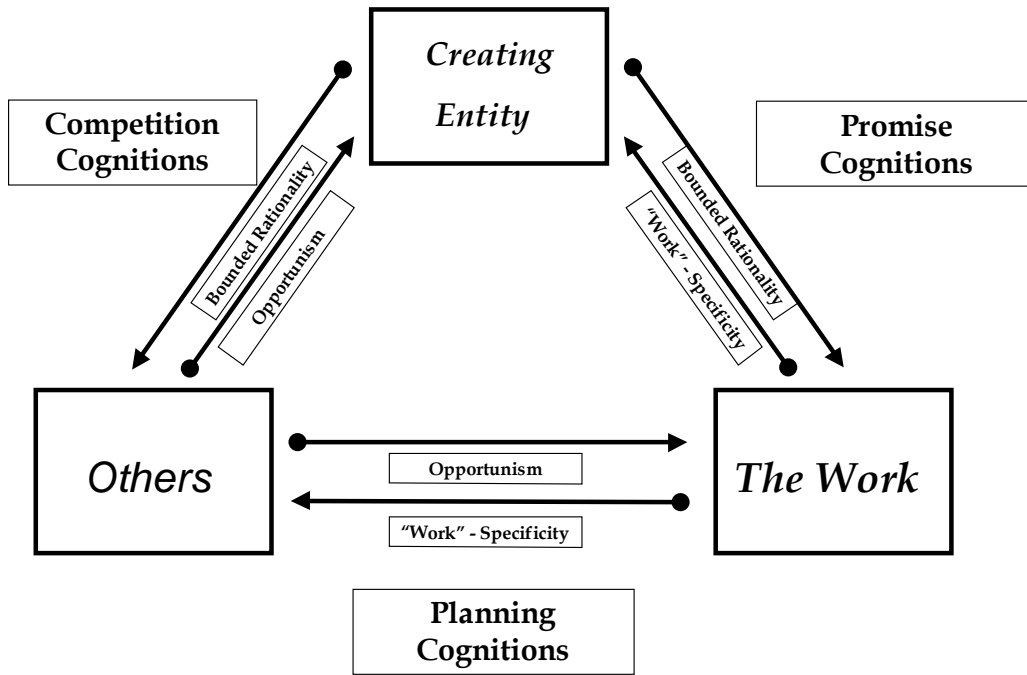 Creating
Entity
Competition
Cognitions
Promise
Cognitions
Bounded Rationality
Opportunism
"Work" - Specificity
Bounded Rationality
Others
Opportunism
"Work" - Specificity
The Work
Planning
Cognitions